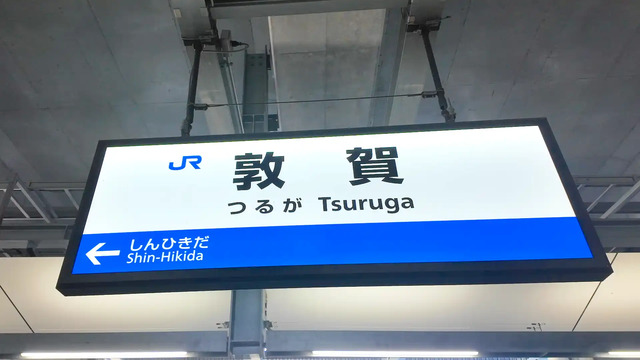 JR
敦賀
つるが Tsuruga
← しんひきだ
Shin-Hikida